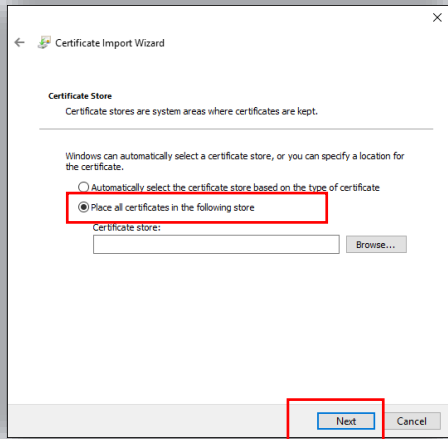 Certificate Import Wizard
Certificate Store
Certificate stores are system areas where certificates are kept.
Windows can automatically select a certificate store, or you can specify a location for
the certificate.
Automatically select the certificate store based on the type of certificate
Place all certificates in the following store
Certificate store:
Browse...
Next
Cancel